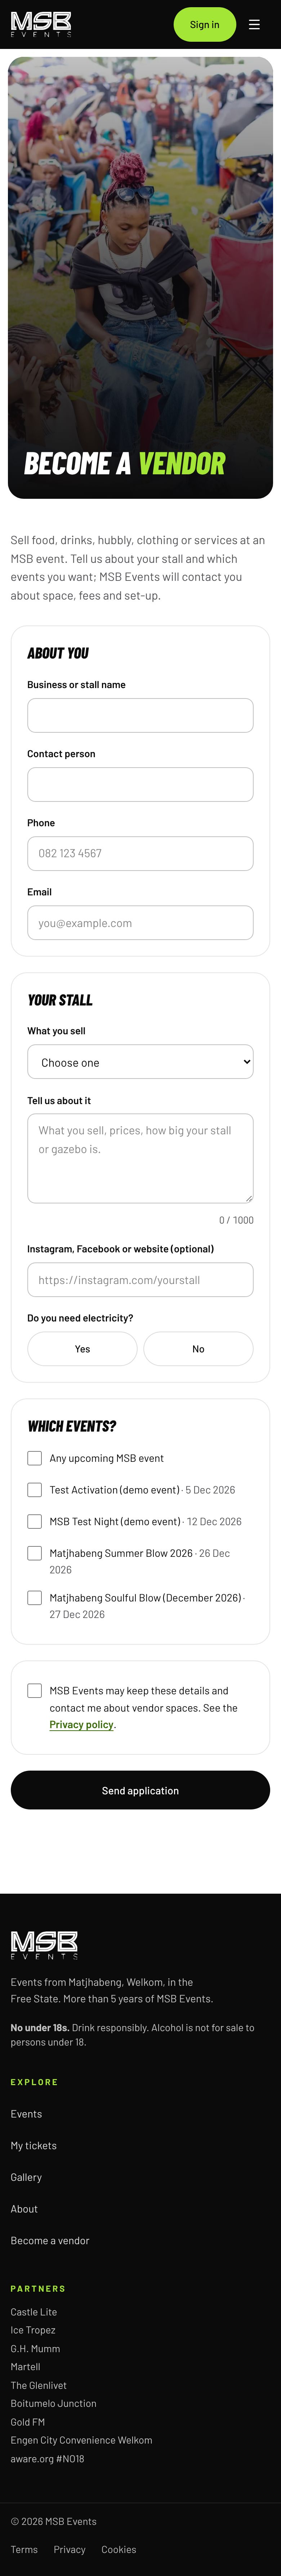 MSB
EVENTS
Sign in
BECOME A VENDOR
Sell food, drinks, hubbly, clothing or services at an
MSB event. Tell us about your stall and which
events you want; MSB Events will contact you
about space, fees and set-up.
ABOUT YOU
Business or stall name
Contact person
Phone
082 123 4567
Email
you@example.com
YOUR STALL
What you sell
Choose one
Tell us about it
What you sell, prices, how big your stall
or gazebo is.
0 / 1000
Instagram, Facebook or website (optional)
https://instagram.com/yourstall
Do you need electricity?
Yes
No
WHICH EVENTS?
Any upcoming MSB event
Test Activation (demo event) · 5 Dec 2026
MSB Test Night (demo event) · 12 Dec 2026
Matjhabeng Summer Blow 2026 · 26 Dec
2026
Matjhabeng Soulful Blow (December 2026) ·
27 Dec 2026
MSB Events may keep these details and
contact me about vendor spaces. See the
Privacy policy.
Send application
MSB
EVENTS
Events from Matjhabeng, Welkom, in the
Free State. More than 5 years of MSB Events.
No under 18s. Drink responsibly. Alcohol is not for sale to
persons under 18.
EXPLORE
Events
My tickets
Gallery
About
Become a vendor
PARTNERS
Castle Lite
Ice Tropez
G.H. Mumm
Martell
The Glenlivet
Boitumelo Junction
Gold FM
Engen City Convenience Welkom
aware.org #NO18
© 2026 MSB Events
Terms
Privacy
Cookies